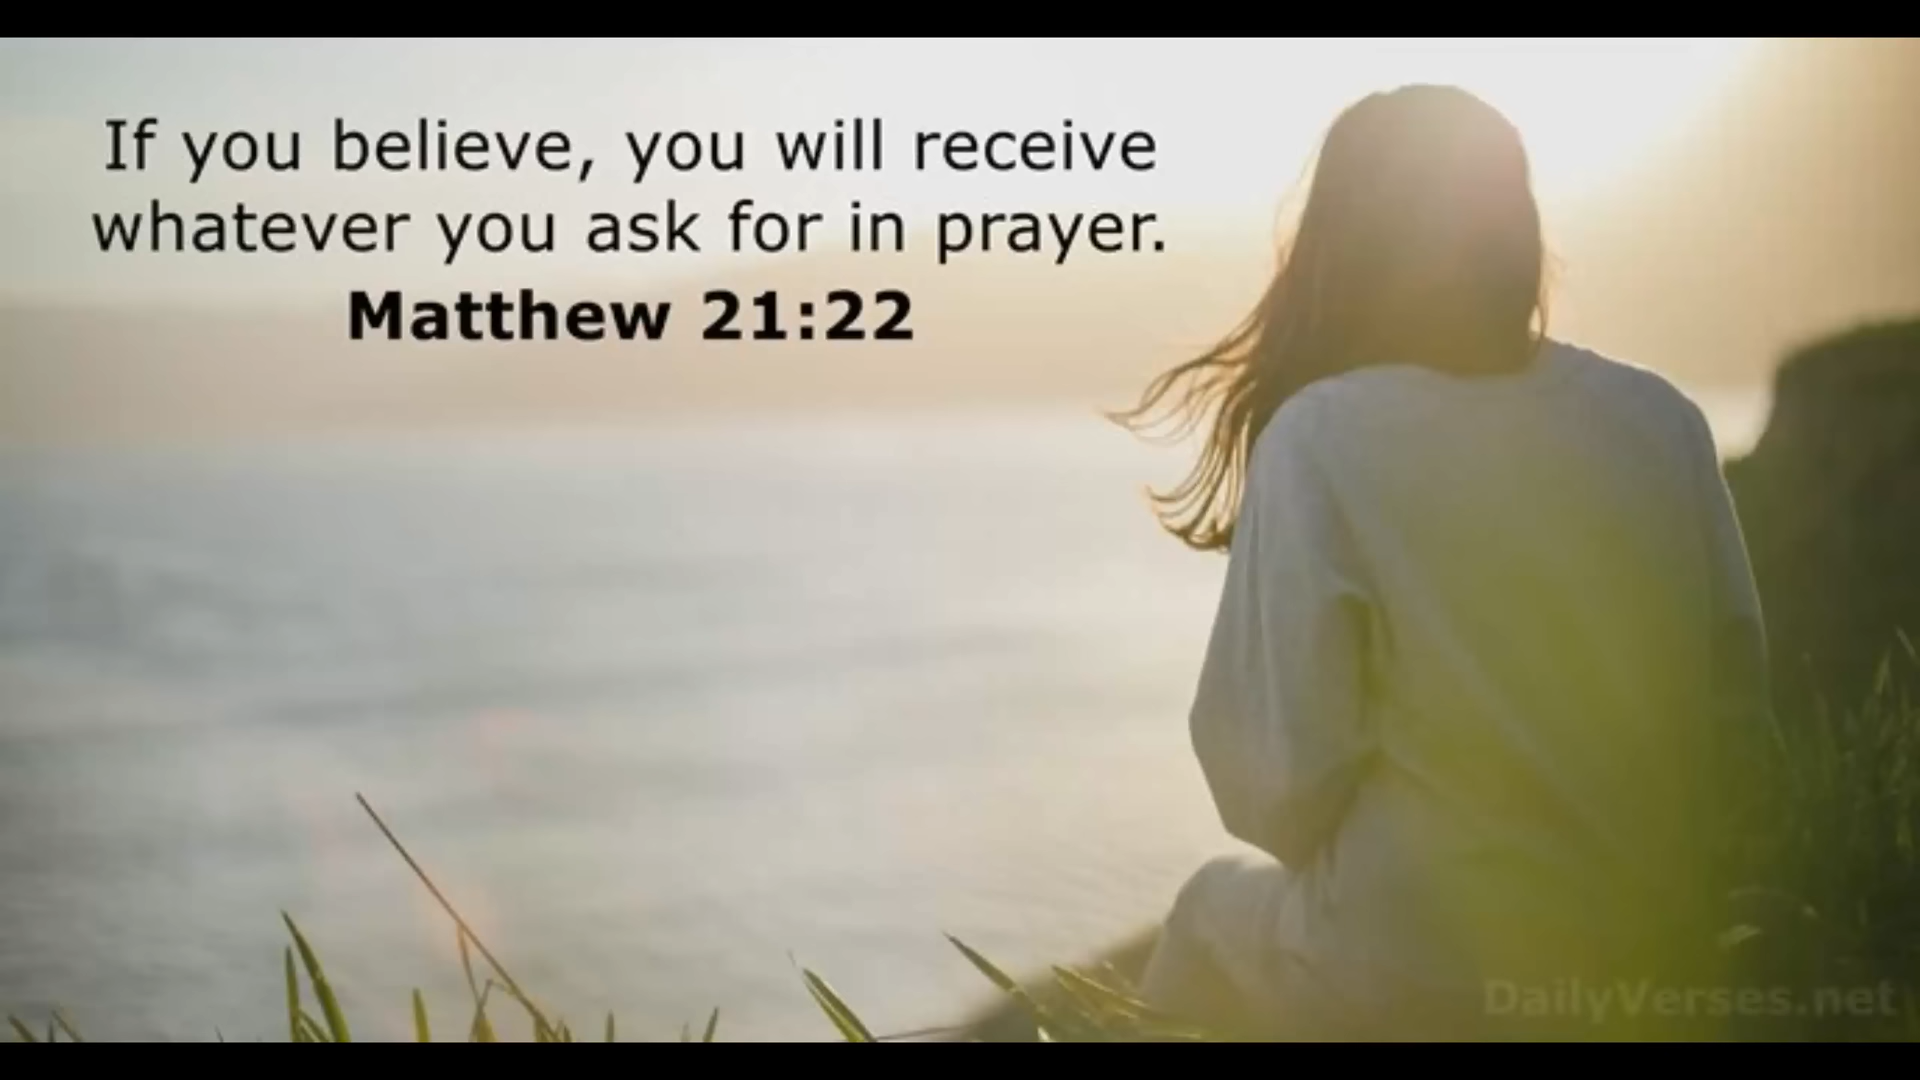 If you believe, you will receive
whatever you ask for in prayer.
Matthew 21:22
DailyVerses.net